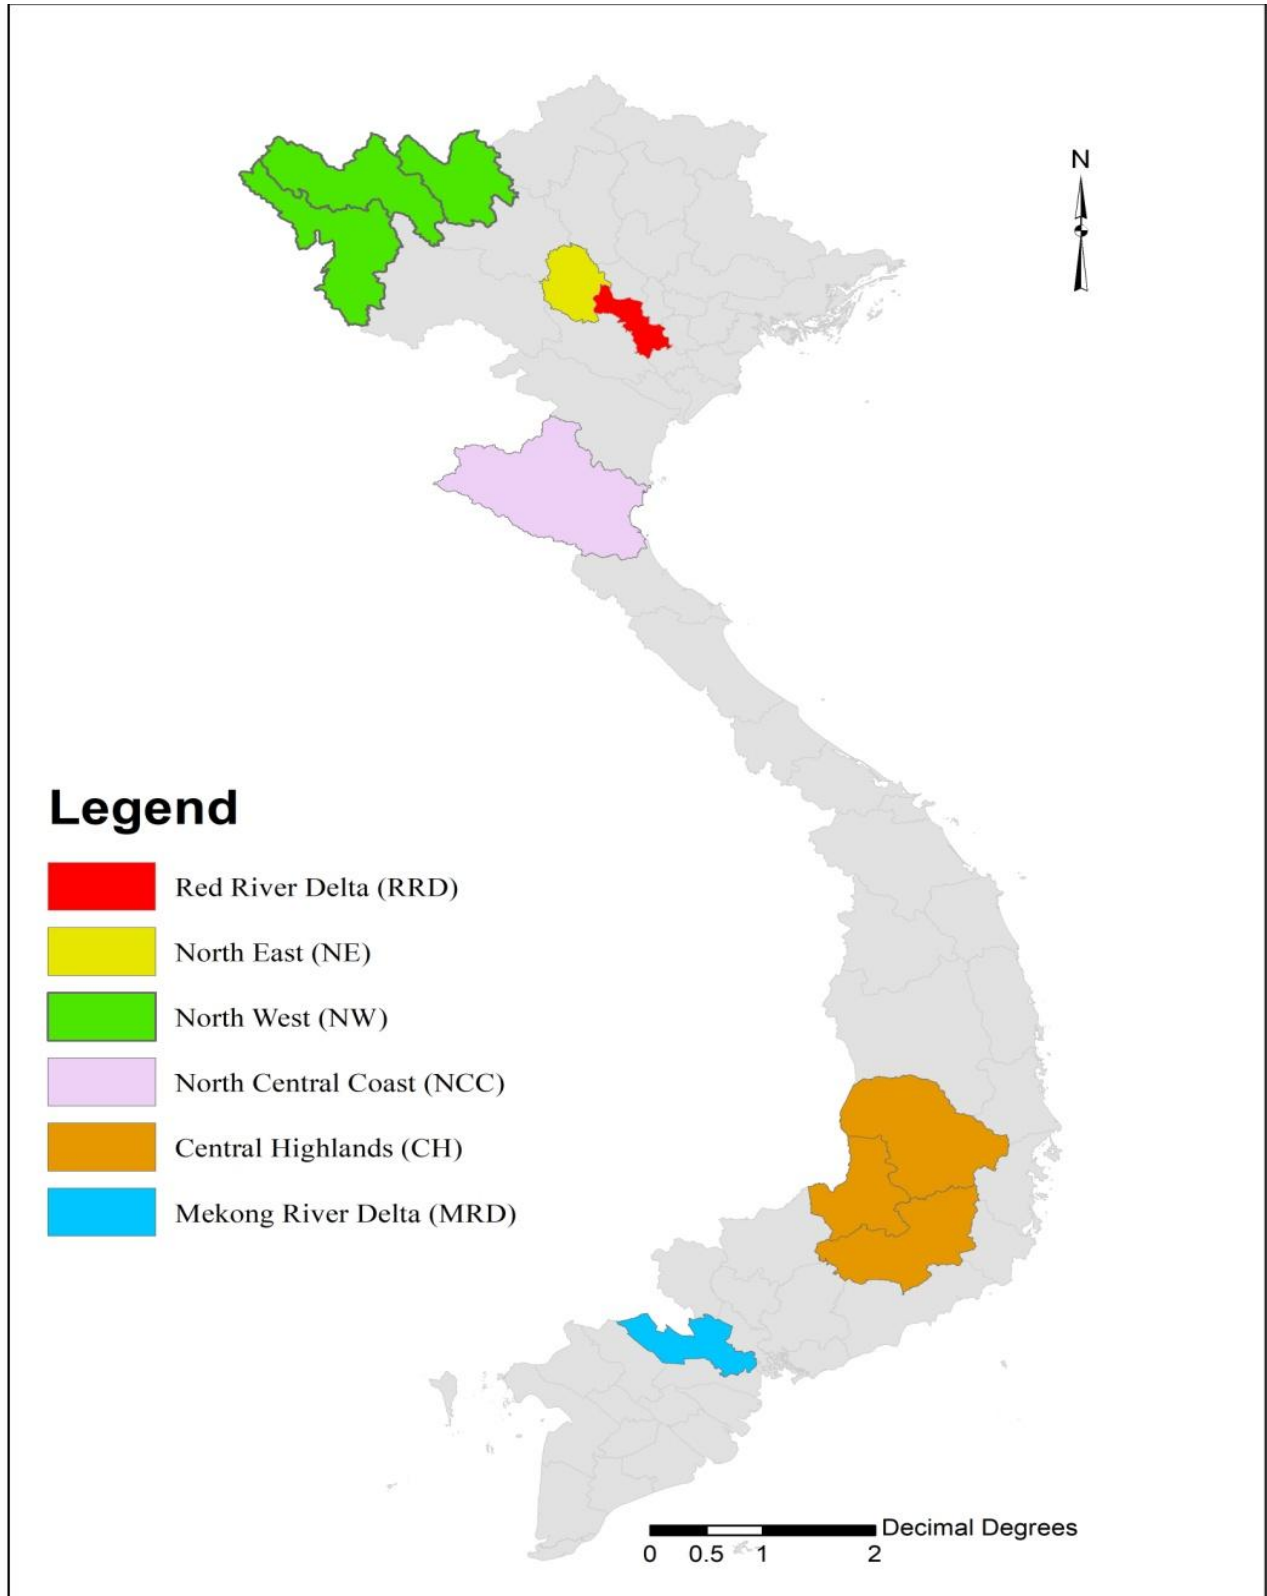 N
Legend
Red River Delta (RRD)
North East (NE)
North West (NW)
North Central Coast (NCC)
Central Highlands (CH)
Mekong River Delta (MRD)
Decimal Degrees
0 0.5 1 2